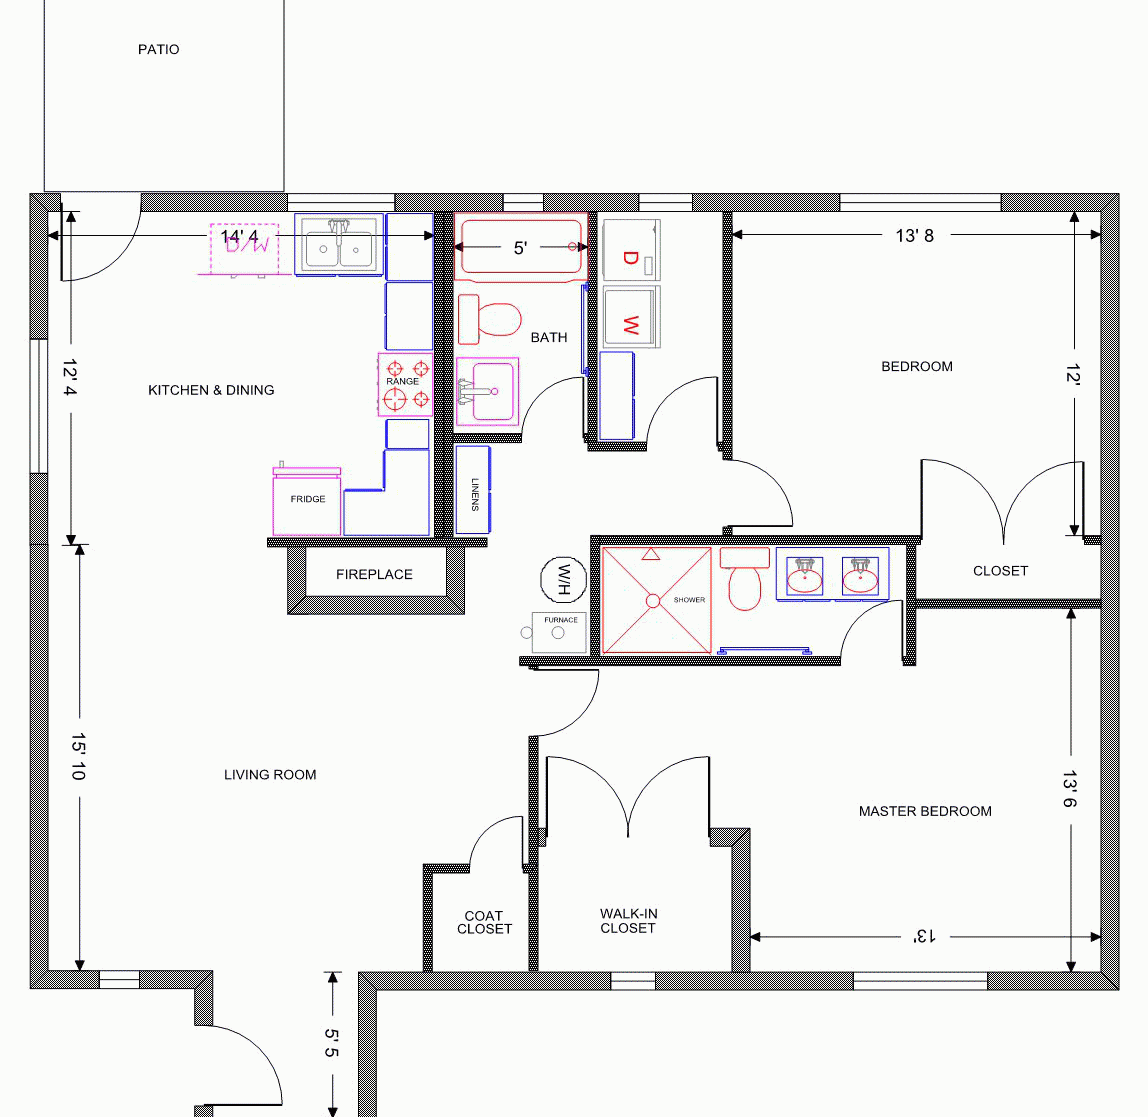 PATIO
14' 4
D/W
5'
D
13' 8
W
BATH
12' 4
KITCHEN & DINING
RANGE
BEDROOM
12'
LINENS
FRIDGE
FIREPLACE
W/H
CLOSET
SHOWER
FURNACE
15' 10
LIVING ROOM
13' 6
MASTER BEDROOM
COAT
CLOSET
WALK-IN
CLOSET
13'
5' 5